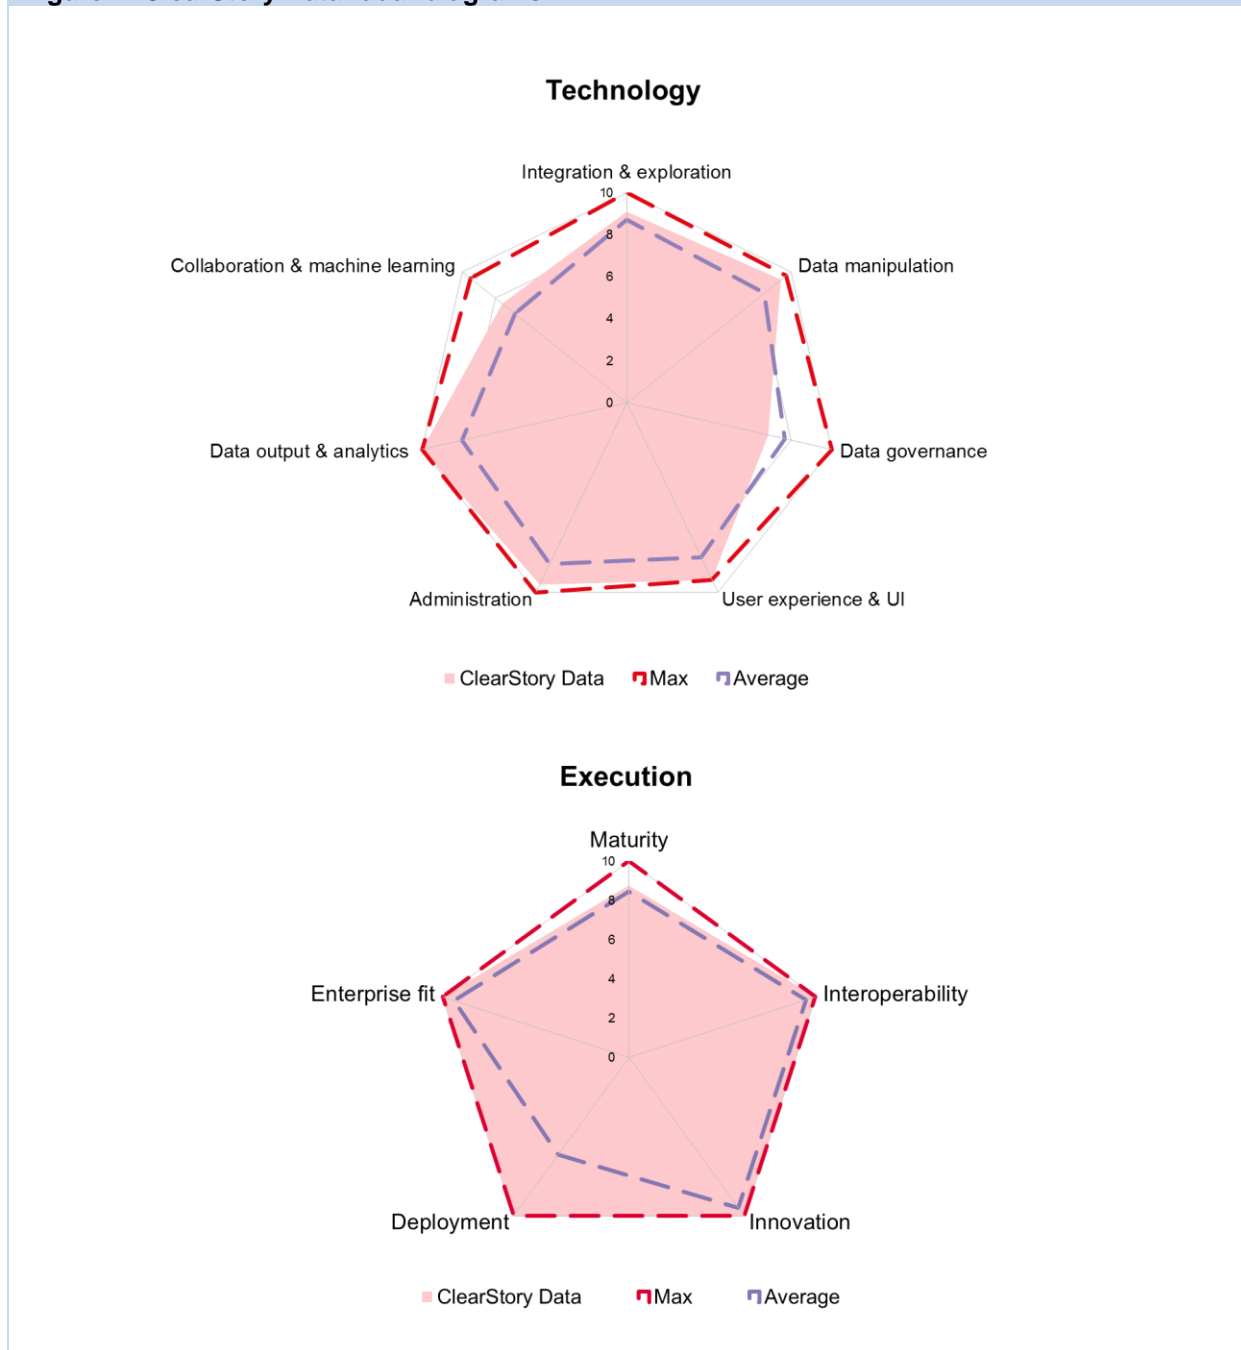 Technology
Integration & exploration
10
8
Collaboration & machine learning
Data manipulation
6
4
2
0
Data output & analytics
Data governance
Administration
User experience & UI
ClearStory Data Max Average
Execution
Maturity
10
8
6
Enterprise fit
Interoperability
4
2
0
Deployment
Innovation
ClearStory Data Max Average